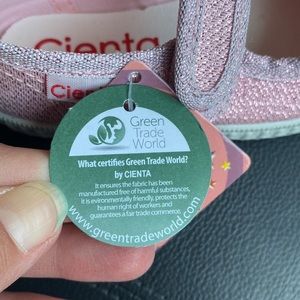 Cienta
Cienta
Green
Trade
World
What certifies Green Trade World?
by CIENTA
It ensures the fabric has been
manufactured free of harmful substances,
it is evironmentally friendly, protects the
human right of workers and
guarantees a fair trade commerce.
www.greentradeworld.com